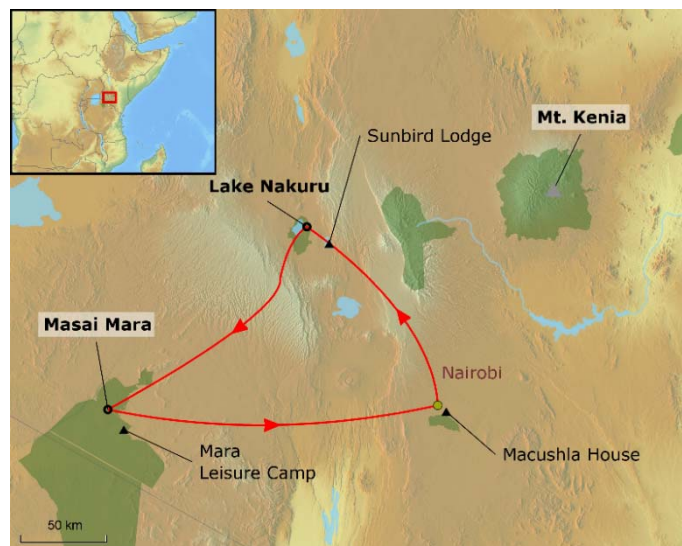 Mt. Kenia
Sunbird Lodge
Lake Nakuru
Masai Mara
Nairobi
Mara
Leisure Camp
Macushla House
50 km